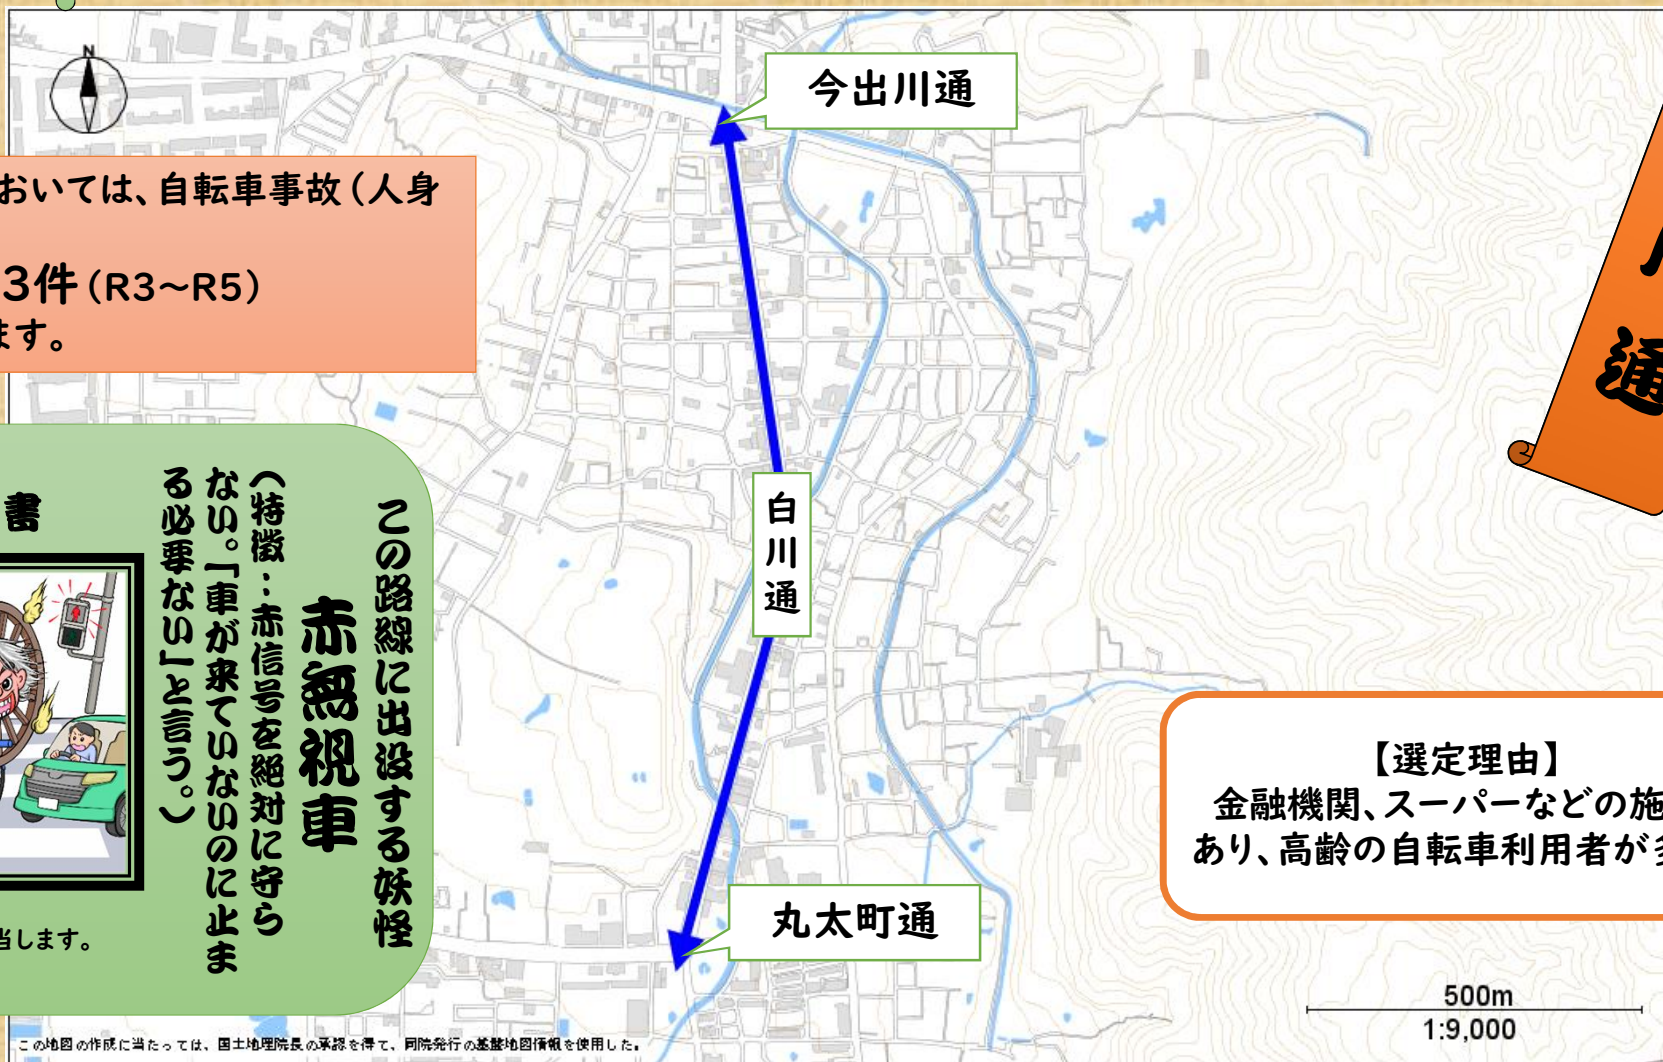 N
今出川通
おいては、自転車事故（人身
3件（R3～R5）
ます。
通
白川通
この路線に出没する妖怪
赤無視車
（特徴：赤信号を絶対に守ら
ない。「車が来ていないのに止ま
る必要ない」と言う。）
書
当します。
丸太町通
【選定理由】
金融機関、スーパーなどの施
あり、高齢の自転車利用者が
500m
1:9,000
この地図の作成に当たっては、国土地理院長の承認を得て、同院発行の基盤地図情報を使用した。